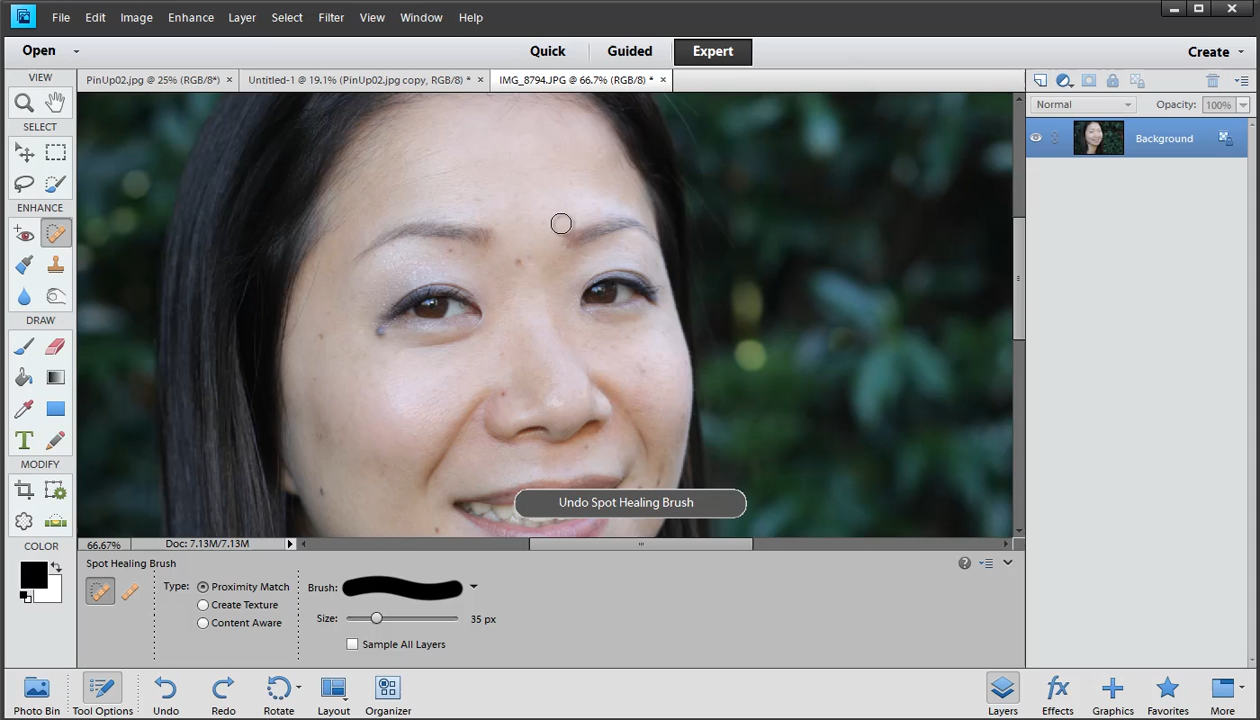 File Edit Image Enhance Layer Select Filter View Window Help
Open Quick Guided Expert Create
VIEW PinUp02.jpg @ 25% (RGB/8*) × Untitled-1 @ 19.1% (PinUp02.jpg copy, RGB/8) * × IMG_8794.JPG @ 66.7% (RGB/8) * ×
Normal Opacity: 100%
SELECT
Background
ENHANCE
DRAW
T
MODIFY
Undo Spot Healing Brush
COLOR
66.67% Doc: 7.13M/7.13M
Spot Healing Brush
Type: Proximity Match Brush:
Create Texture
Size: 35 px
Content Aware
Sample All Layers
fx
Photo Bin Tool Options Undo Redo Rotate Layout Organizer Layers Effects Graphics Favorites More